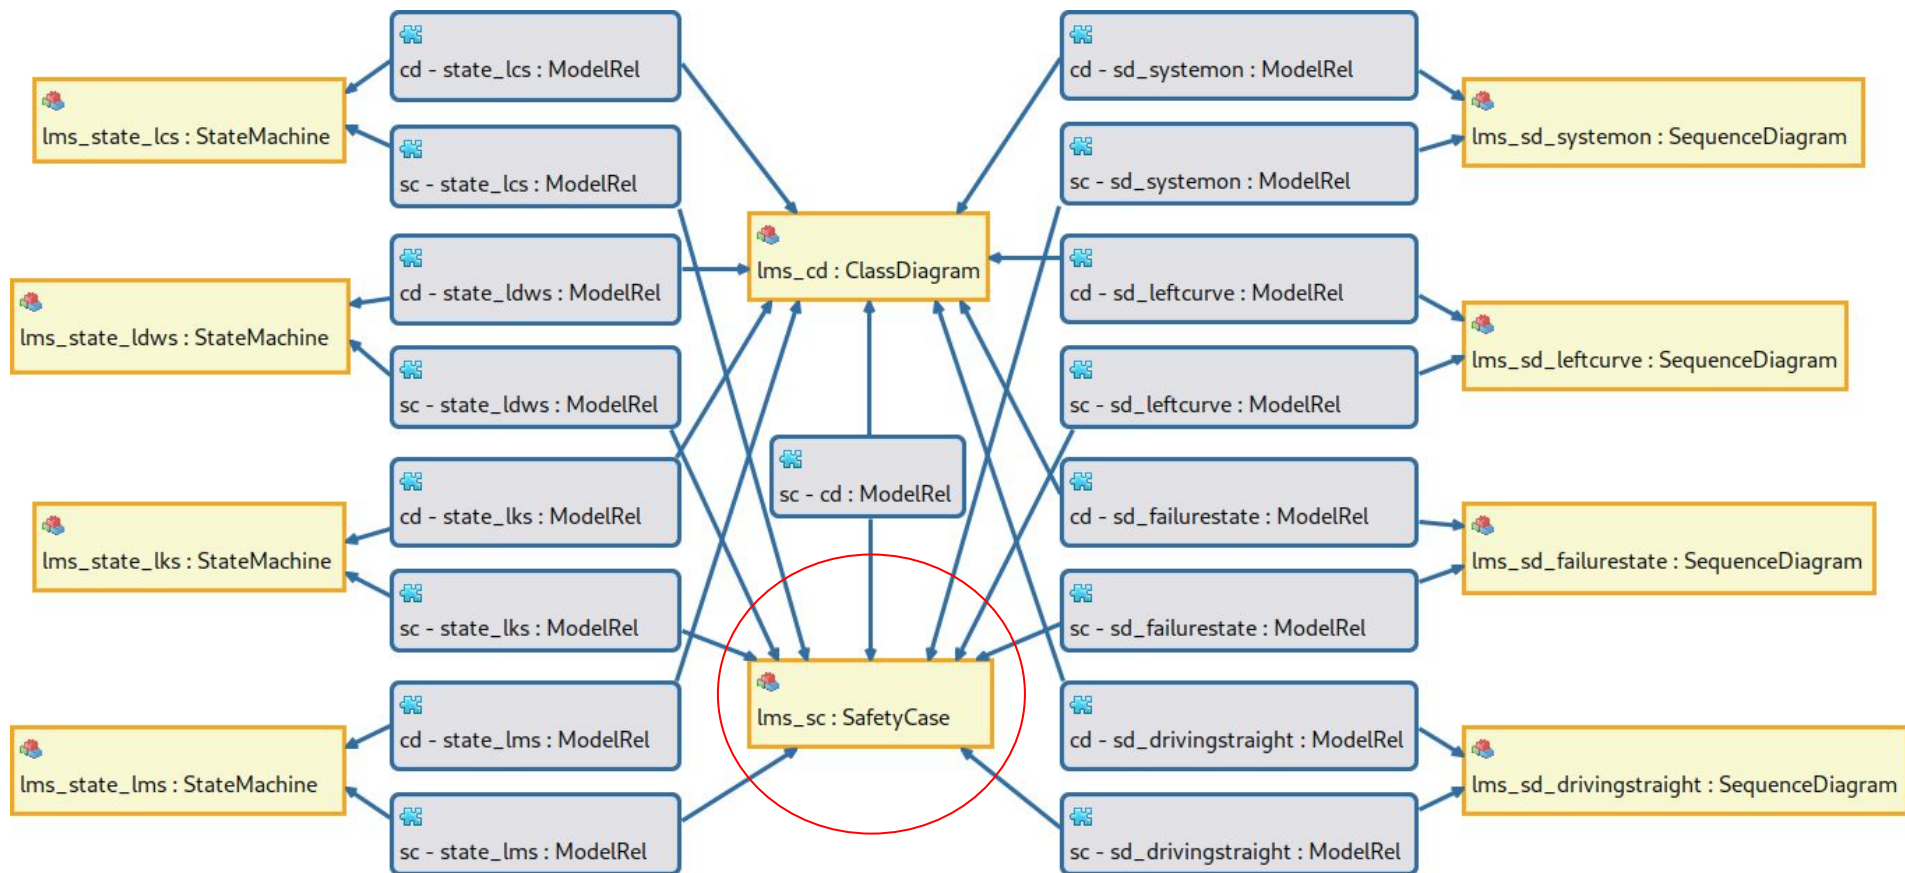 cd - state_lcs : ModelRel
lms_state_lcs : StateMachine
sc - state_lcs : ModelRel
cd - state_ldws : ModelRel
lms_state_ldws : StateMachine
sc - state_ldws : ModelRel
cd - state_lks : ModelRel
lms_state_lks : StateMachine
sc - state_lks : ModelRel
cd - state_lms : ModelRel
lms_state_lms : StateMachine
sc - state_lms : ModelRel
lms_cd : ClassDiagram
sc - cd : ModelRel
lms_sc : SafetyCase
cd - sd_systemon : ModelRel
lms_sd_systemon : SequenceDiagram
sc - sd_systemon : ModelRel
cd - sd_leftcurve : ModelRel
lms_sd_leftcurve : SequenceDiagram
sc - sd_leftcurve : ModelRel
cd - sd_failurestate : ModelRel
lms_sd_failurestate : SequenceDiagram
sc - sd_failurestate : ModelRel
cd - sd_drivingstraight : ModelRel
lms_sd_drivingstraight : SequenceDiagram
sc - sd_drivingstraight : ModelRel